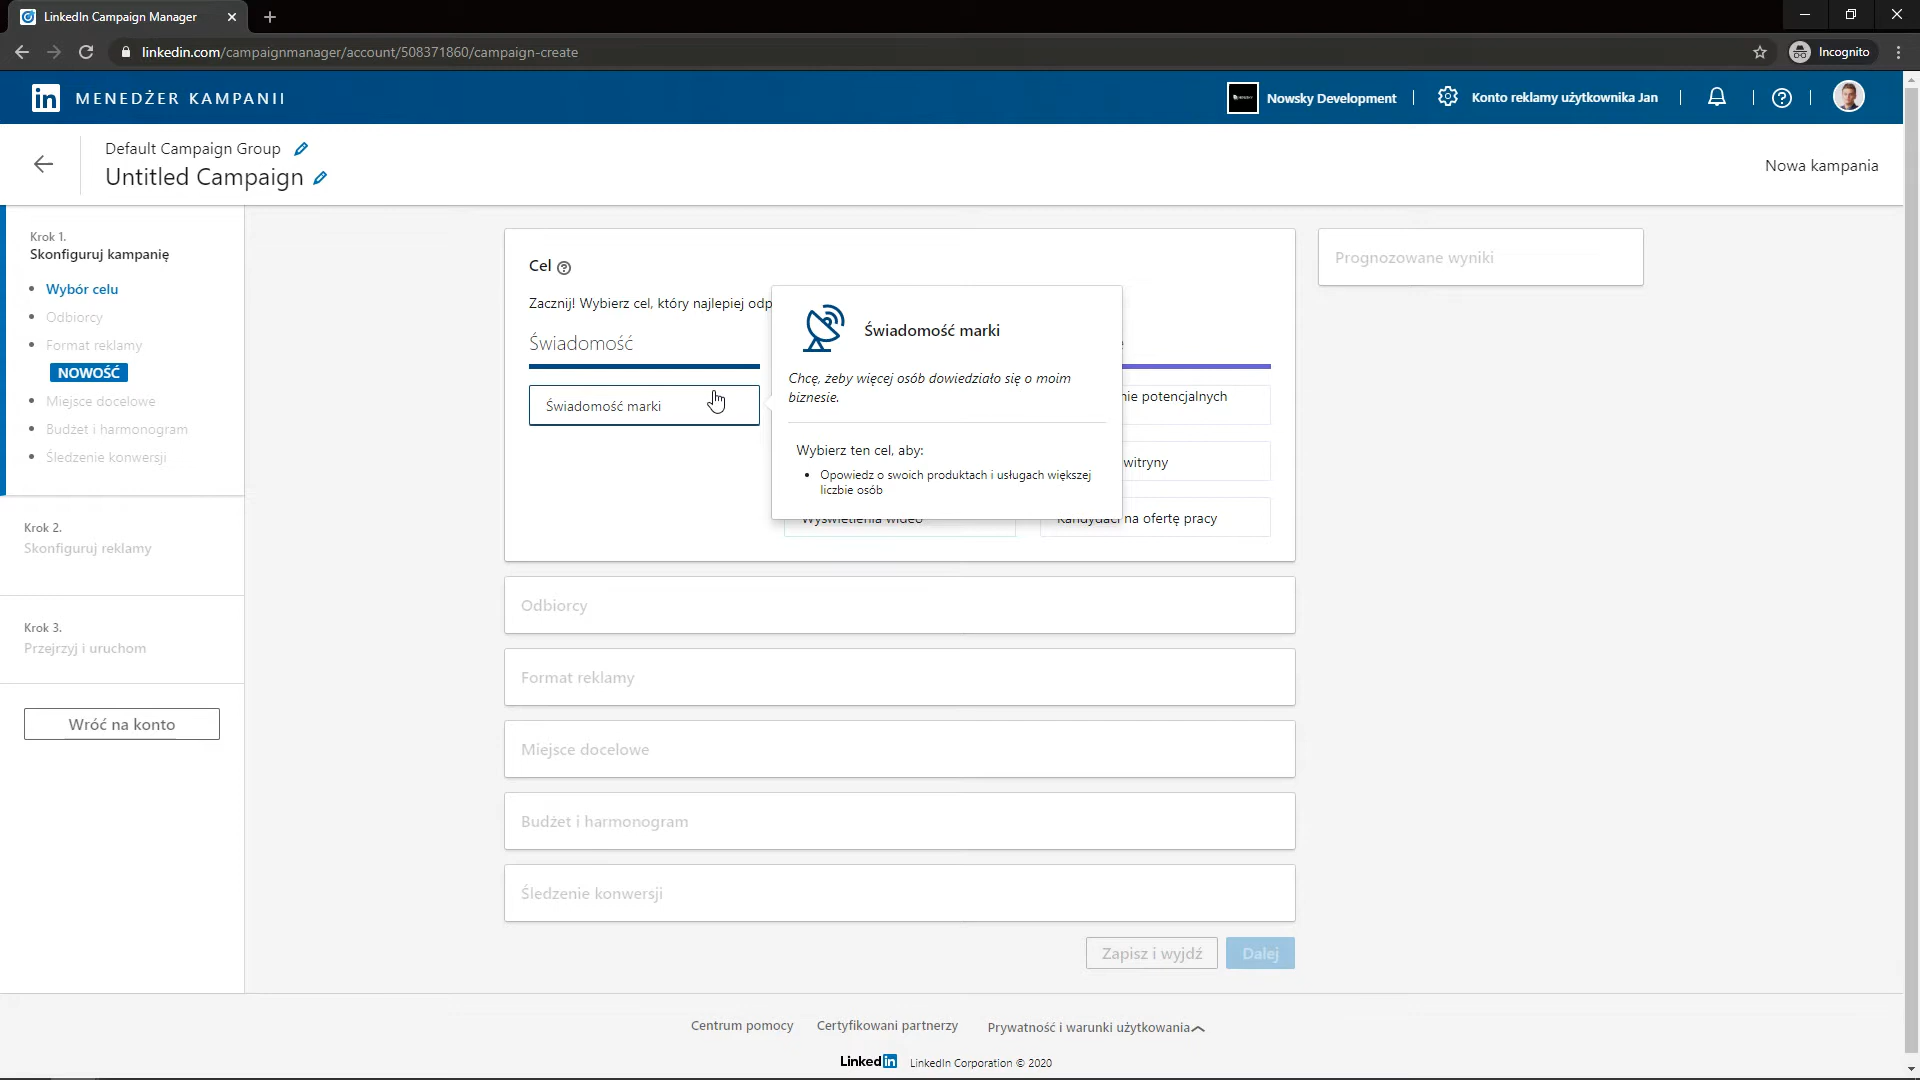 LinkedIn Campaign Manager
linkedin.com/campaignmanager/account/508371860/campaign-create
Incognito
in
MENEDŻER KAMPANII
Nowsky Development
Konto reklamy użytkownika Jan
Default Campaign Group
Untitled Campaign
Nowa kampania
Krok 1.
Skonfiguruj kampanię
Wybór celu
Odbiorcy
Format reklamy
NOWOŚĆ
Miejsce docelowe
Budżet i harmonogram
Śledzenie konwersji
Krok 2.
Skonfiguruj reklamy
Krok 3.
Przejrzyj i uruchom
Wróć na konto
Cel
Zacznij! Wybierz cel, który najlepiej
Świadomość
Świadomość marki
Świadomość marki
Chcę, żeby więcej osób dowiedziało się o moim
biznesie.
Wybierz ten cel, aby:
Opowiedz o swoich produktach i usługach większej
liczbie osób
potencjalnych
witryny
Wyświetlenia wideo
Kandydaci na ofertę pracy
Prognozowane wyniki
Odbiorcy
Format reklamy
Miejsce docelowe
Budżet i harmonogram
Śledzenie konwersji
Zapisz i wyjdź
Dalej
Centrum pomocy
Certyfikowani partnerzy
Prywatność i warunki użytkowania
LinkedIn
LinkedIn Corporation © 2020